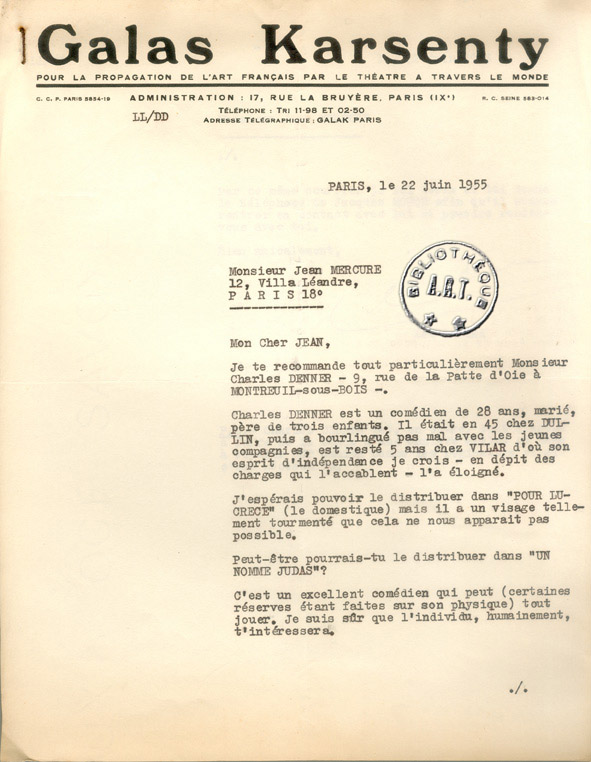 Galas Karsenty
POUR LA PROPAGATION DE L'ART FRANÇAIS PAR LE THÉATRE A TRAVERS LE MONDE
C. C. P. PARIS 5654-19 ADMINISTRATION : 17, RUE LA BRUYÈRE, PARIS (IXᵉ) R. C. SEINE 263-014
LL/DD
TÉLÉPHONE : TRI 11-98 ET 02-50
ADRESSE TÉLÉGRAPHIQUE : GALAK PARIS
PARIS, le 22 juin 1955
BIBLIOTHÈQUE
A.R.T.
Monsieur Jean MERCURE
12, Villa Léandre,
P A R I S 18°
Mon Cher JEAN,
Je te recommande tout particulièrement Monsieur
Charles DENNER - 9, rue de la Patte d'Oie à
MONTREUIL-sous-BOIS -.
Charles DENNER est un comédien de 28 ans, marié,
père de trois enfants. Il était en 45 chez DUL-
LIN, puis a bourlingué pas mal avec les jeunes
compagnies, est resté 5 ans chez VILAR d'où son
esprit d'indépendance je crois - en dépit des
charges qui l'accablent - l'a éloigné.
J'espérais pouvoir le distribuer dans "POUR LU-
CRECE" (le domestique) mais il a un visage telle-
ment tourmenté que cela ne nous apparait pas
possible.
Peut-être pourrais-tu le distribuer dans "UN
NOMME JUDAS"?
C'est un excellent comédien qui peut (certaines
réserves étant faites sur son physique) tout
jouer. Je suis sûr que l'individu, humainement,
t'intéressera.
./.